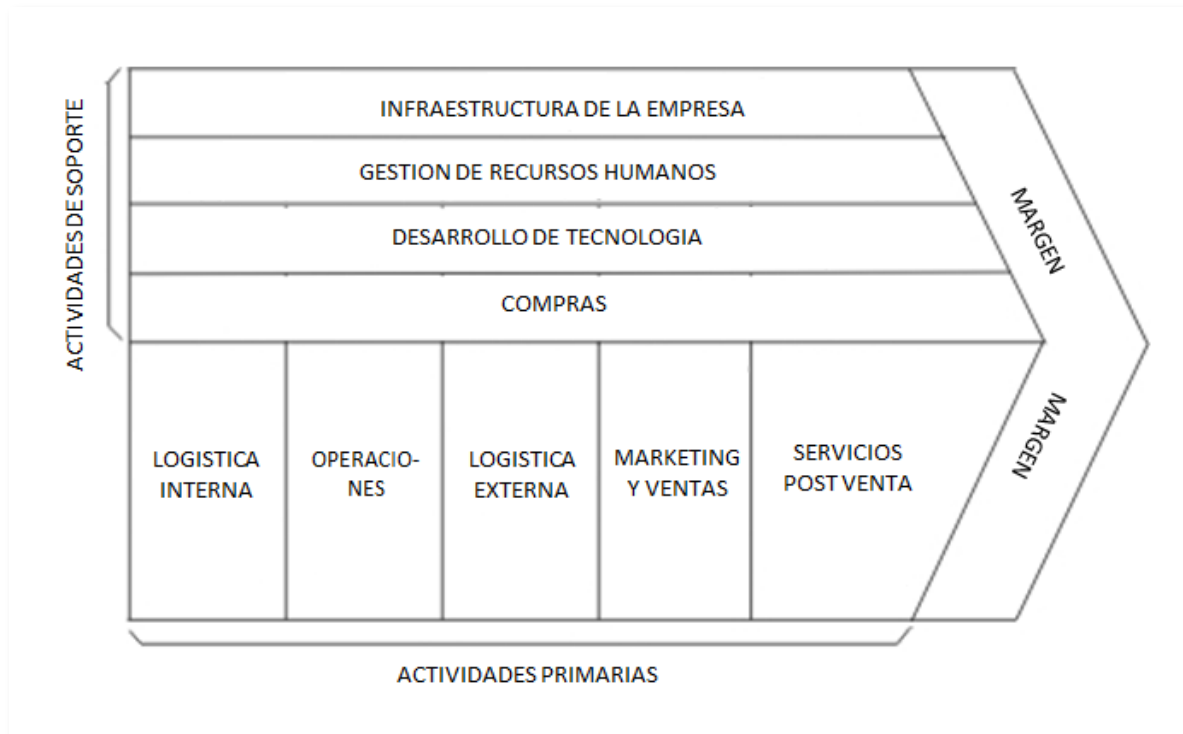 ACTIVIDADES DE SOPORTE
INFRAESTRUCTURA DE LA EMPRESA
GESTION DE RECURSOS HUMANOS
DESARROLLO DE TECNOLOGIA
COMPRAS
MARGEN
LOGISTICA
INTERNA
OPERACIO-
NES
LOGISTICA
EXTERNA
MARKETING
Y VENTAS
SERVICIOS
POST VENTA
MARGEN
ACTIVIDADES PRIMARIAS